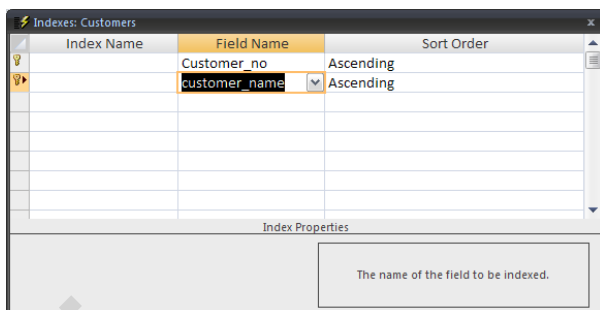 Indexes: Customers x
Index Name Field Name Sort Order
Customer_no Ascending
customer_name Ascending
Index Properties
The name of the field to be indexed.